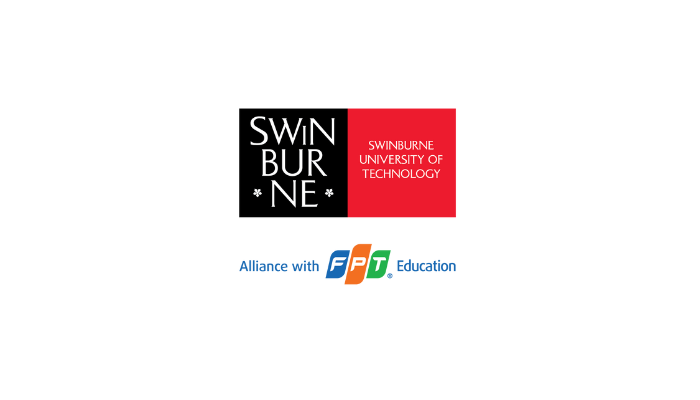 SWiN
BUR
NE
SWINBURNE
UNIVERSITY OF
TECHNOLOGY
Alliance with FPT® Education